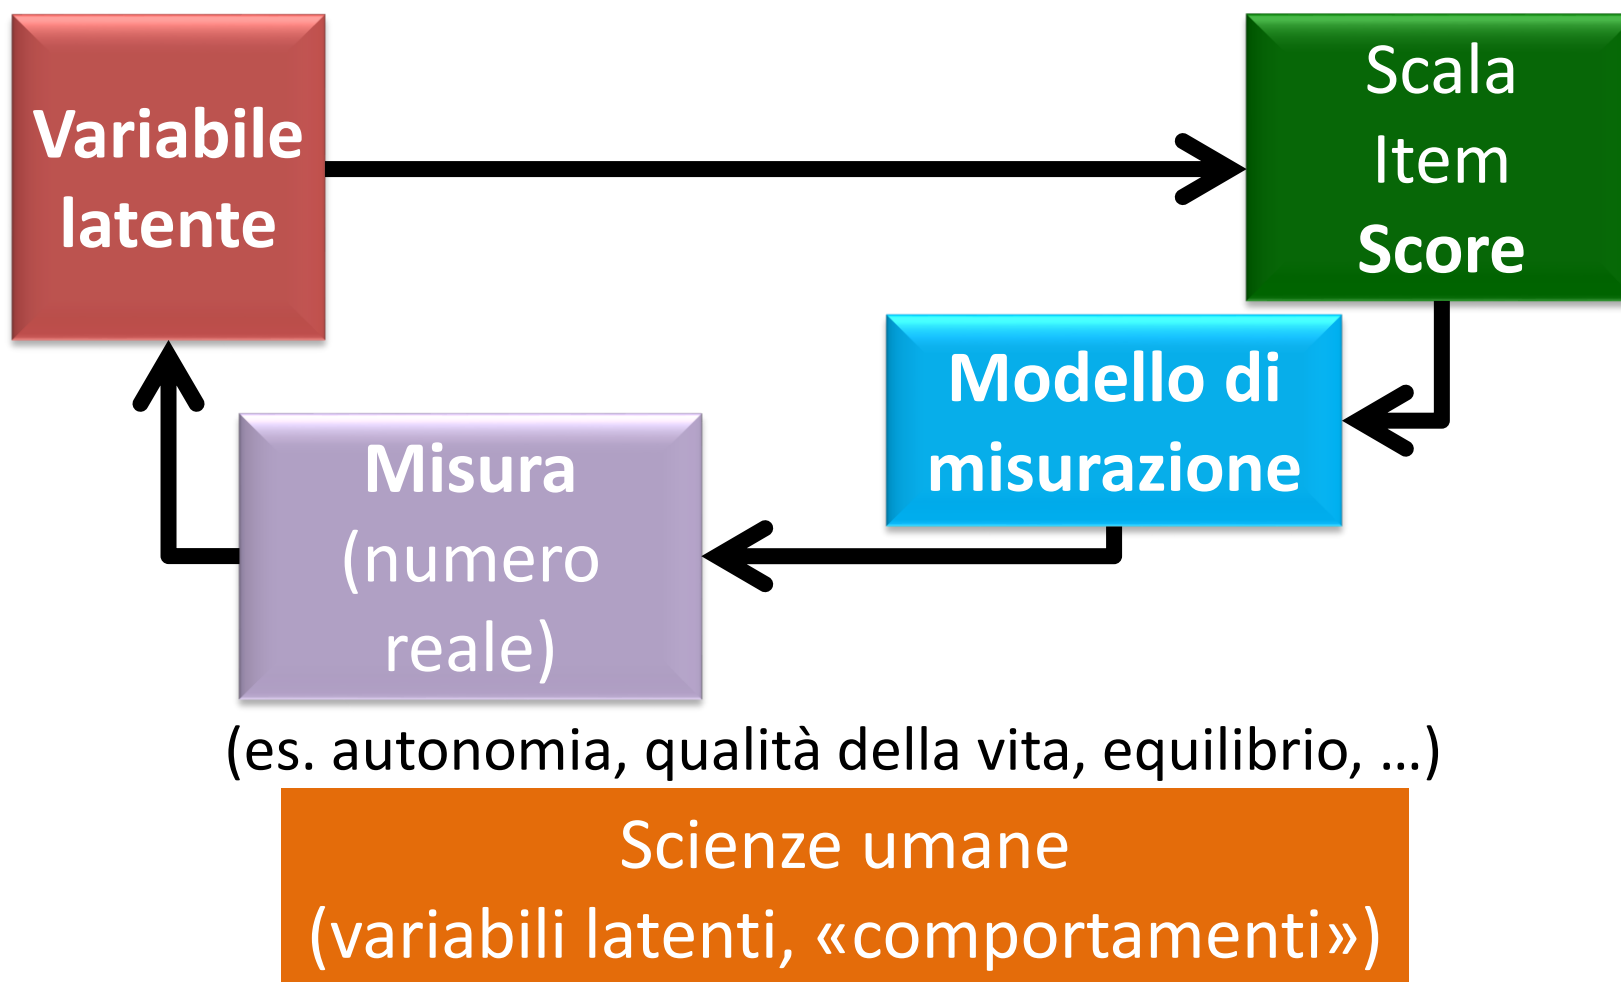 Variabile
latente
Scala
Item
Score
Modello di
misurazione
Misura
(numero
reale)
(es. autonomia, qualità della vita, equilibrio, ...)
Scienze umane
(variabili latenti, «comportamenti»)